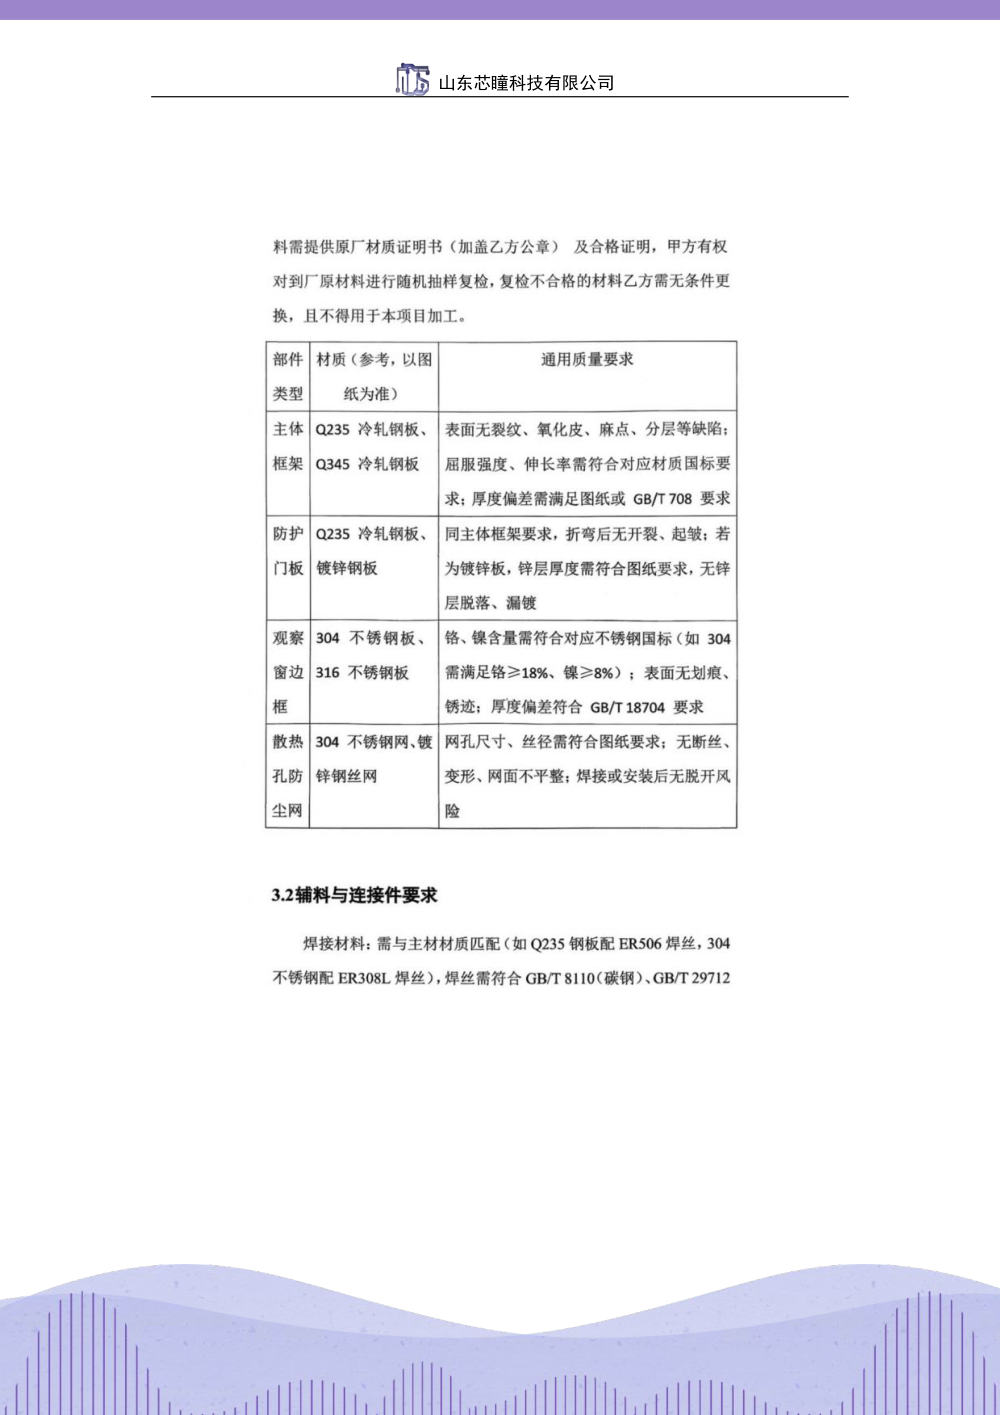 山东芯瞳科技有限公司
料需提供原厂材质证明书（加盖乙方公章） 及合格证明，甲方有权
对到厂原材料进行随机抽样复检，复检不合格的材料乙方需无条件更
换，且不得用于本项目加工。
部件
类型
材质（参考，以图
纸为准）
通用质量要求
主体
框架
Q235 冷轧钢板、
Q345 冷轧钢板
表面无裂纹、氧化皮、麻点、分层等缺陷；
屈服强度、伸长率需符合对应材质国标要
求；厚度偏差需满足图纸或 GB/T 708 要求
防护
门板
Q235 冷轧钢板、
镀锌钢板
同主体框架要求，折弯后无开裂、起皱；若
为镀锌板，锌层厚度需符合图纸要求，无锌
层脱落、漏镀
观察
窗边
框
304 不锈钢板、
316 不锈钢板
铬、镍含量需符合对应不锈钢国标（如 304
需满足铬≥18%、镍≥8%）；表面无划痕、
锈迹；厚度偏差符合 GB/T 18704 要求
散热
孔防
尘网
304 不锈钢网、镀
锌钢丝网
网孔尺寸、丝径需符合图纸要求；无断丝、
变形、网面不平整；焊接或安装后无脱开风
险
3.2辅料与连接件要求
焊接材料：需与主材材质匹配（如 Q235 钢板配 ER506 焊丝，304
不锈钢配 ER308L 焊丝），焊丝需符合 GB/T 8110（碳钢）、GB/T 29712